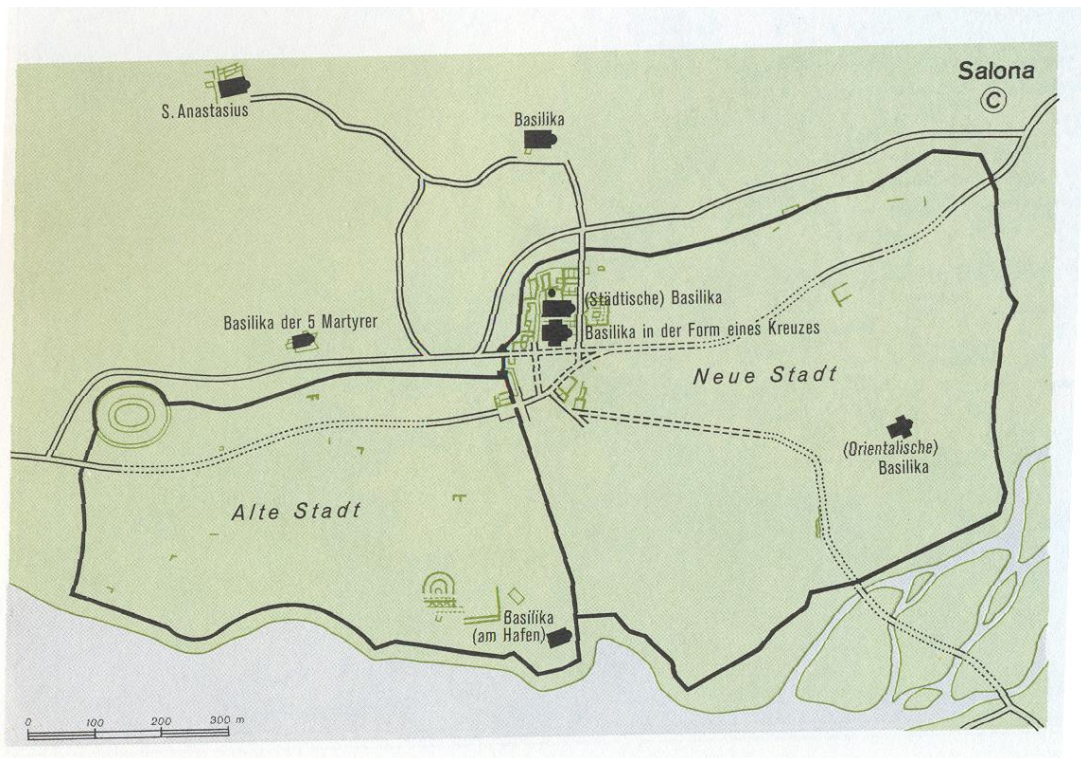 Salona
C
S. Anastasius
Basilika
(Städtische) Basilika
Basilika der 5 Martyrer
Basilika in der Form eines Kreuzes
Neue Stadt
(Orientalische)
Basilika
Alte Stadt
Basilika
(am Hafen)
0 100 200 300 m